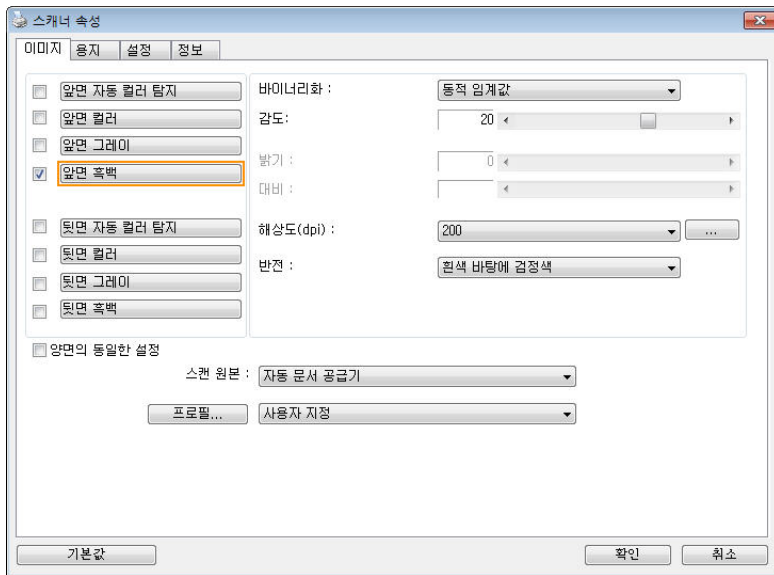 스캐너 속성
이미지 용지 설정 정보
앞면 자동 컬러 탐지
앞면 컬러
앞면 그레이
앞면 흑백
뒷면 자동 컬러 탐지
뒷면 컬러
뒷면 그레이
뒷면 흑백
바이너리화 : 동적 임계값
감도: 20
밝기 : 0
대비 :
해상도(dpi) : 200 ...
반전 : 흰색 바탕에 검정색
양면의 동일한 설정
스캔 원본 : 자동 문서 공급기
프로필... 사용자 지정
기본값 확인 취소